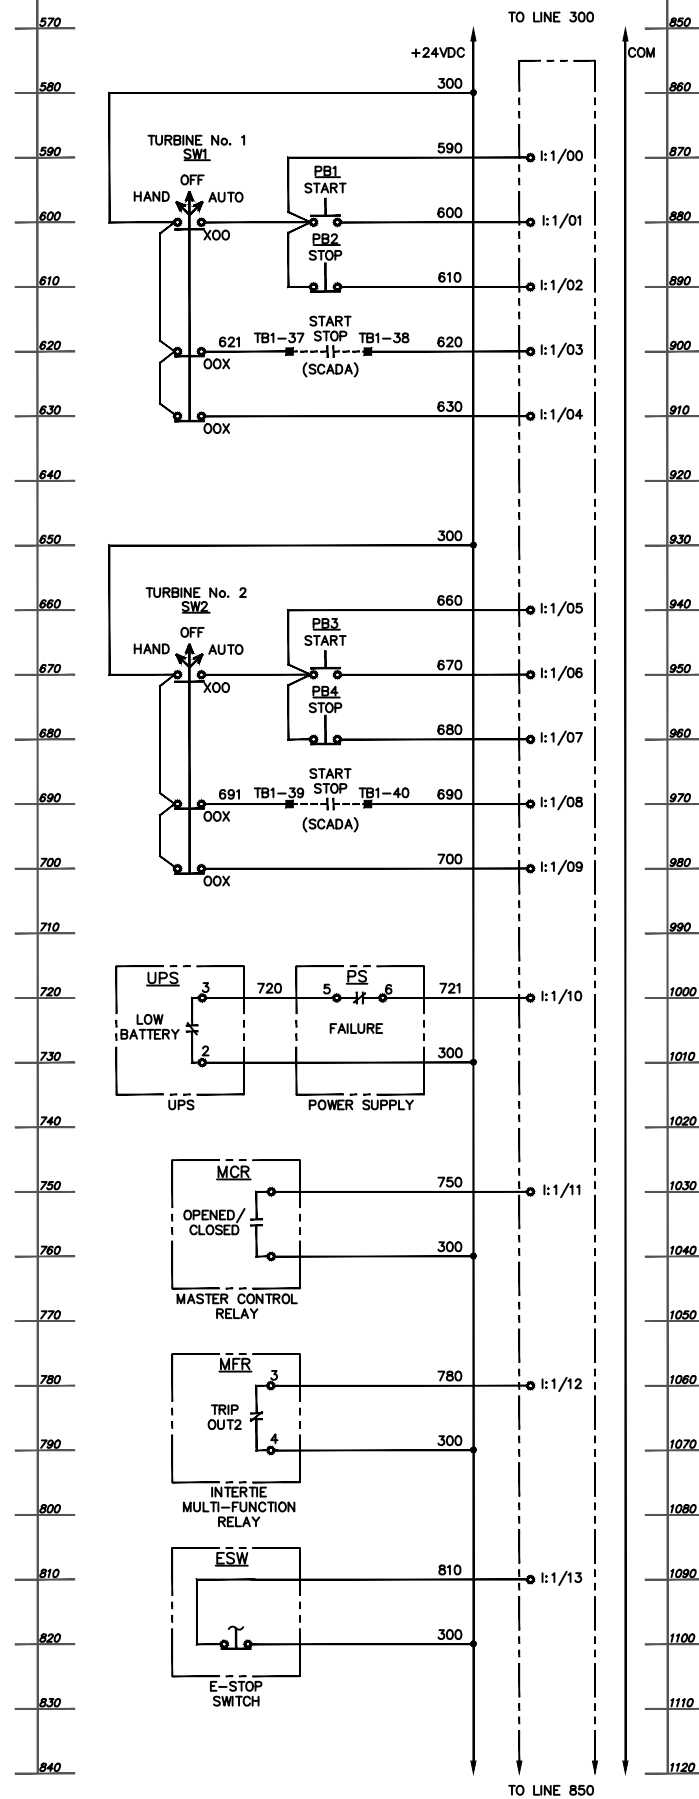 TO LINE 300
570 850
+24VDC COM
580 300 860
TURBINE No. 1
SW1
590 590 I:1/00 870
OFF
HAND AUTO
PB1
START
600 XOO 600 I:1/01 880
PB2
STOP
610 610 I:1/02 890
START
STOP
620 621 TB1-37 TB1-38 620 I:1/03 900
OOX (SCADA)
630 630 I:1/04 910
OOX
640 920
650 300 930
TURBINE No. 2
SW2
660 660 I:1/05 940
OFF
HAND AUTO
PB3
START
670 XOO 670 I:1/06 950
PB4
STOP
680 680 I:1/07 960
START
STOP
690 691 TB1-39 TB1-40 690 I:1/08 970
OOX (SCADA)
700 700 I:1/09 980
OOX
710 990
UPS PS
720 3 720 5 6 721 I:1/10 1000
LOW
BATTERY FAILURE
730 2 300 1010
UPS POWER SUPPLY
740 1020
MCR
750 750 I:1/11 1030
OPENED/
CLOSED
760 300 1040
MASTER CONTROL
RELAY
770 1050
MFR
780 3 780 I:1/12 1060
TRIP
OUT2
790 4 300 1070
INTERTIE
MULTI-FUNCTION
RELAY
800 1080
ESW
810 810 I:1/13 1090
820 300 1100
E-STOP
SWITCH
830 1110
840 1120
TO LINE 850